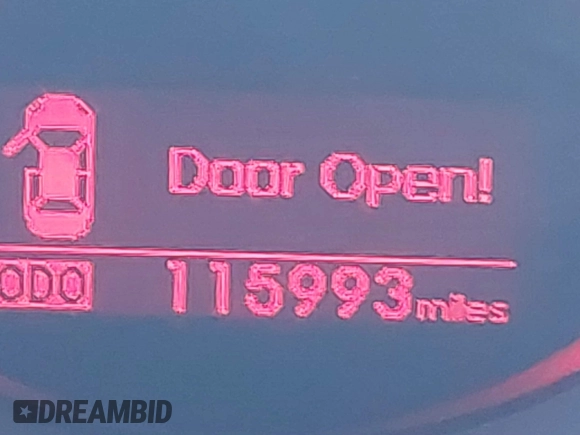 Door Open!
ODO 115993 miles
DREAMBID